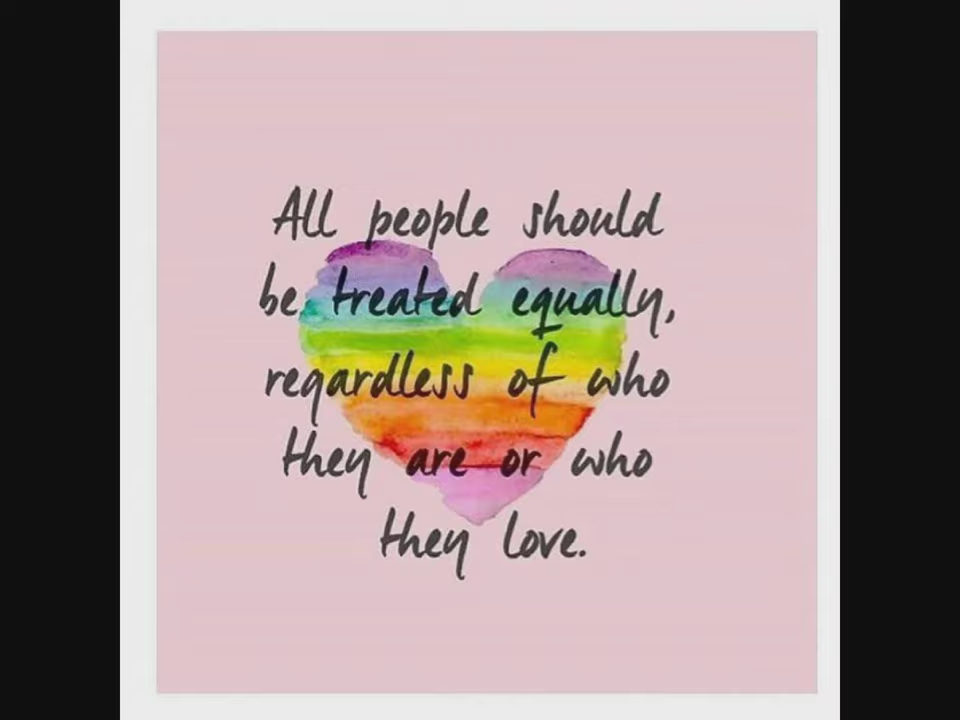 All people should
be treated equally,
regardless of who
they are or who
they love.